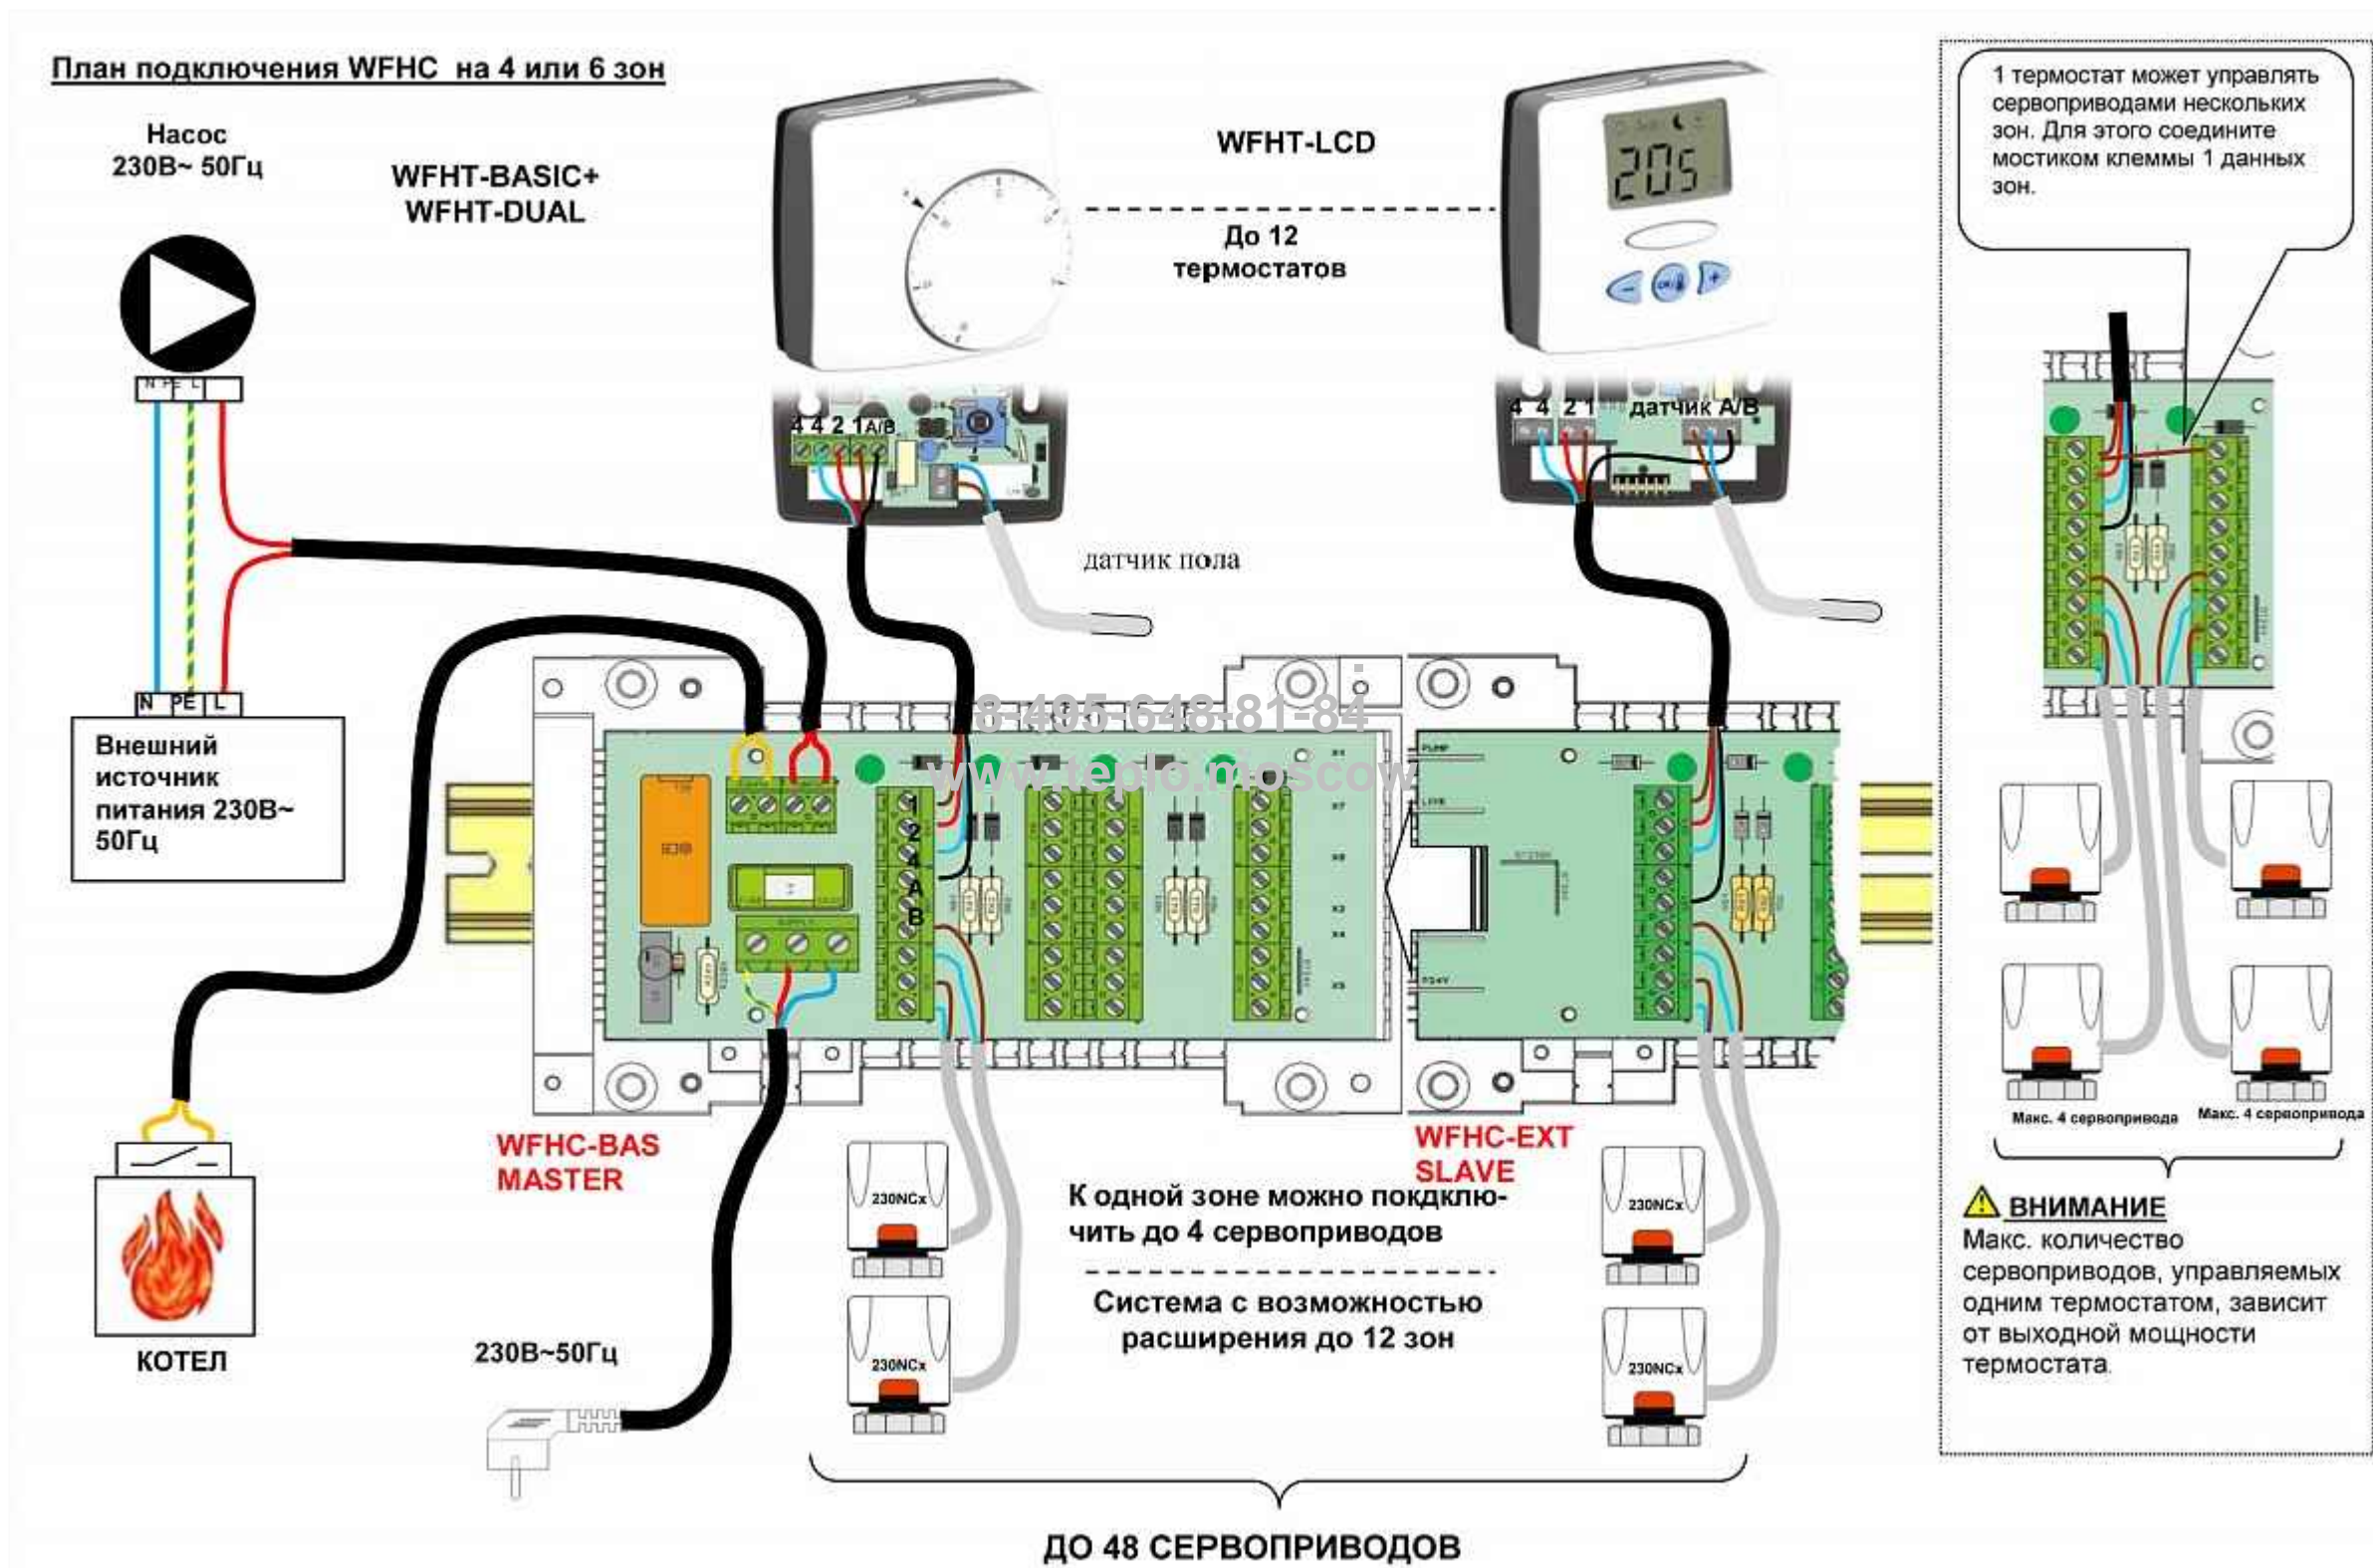 План подключения WFHC на 4 или 6 зон
Насос
230В~ 50Гц
WFHT-BASIC+
WFHT-DUAL
WFHT-LCD
До 12
термостатов
20s
1 термостат может управлять
сервоприводами нескольких
зон. Для этого соедините
мостиком клеммы 1 данных
зон.
N PE L
4 4 2 1 A/B
4 4 2 1 датчик A/B
датчик пола
N PE L
Внешний
источник
питания 230В~
50Гц
8-495-648-81-84
www.teplo.moscow
PUMP
1
2
4
A
B
WFHC-BAS
MASTER
WFHC-EXT
SLAVE
230NCx
230NCx
230NCx
230NCx
К одной зоне можно покдклю-
чить до 4 сервоприводов
Система с возможностью
расширения до 12 зон
КОТЕЛ
230В~50Гц
Макс. 4 сервопривода
Макс. 4 сервопривода
ВНИМАНИЕ
Макс. количество
сервоприводов, управляемых
одним термостатом, зависит
от выходной мощности
термостата.
ДО 48 СЕРВОПРИВОДОВ